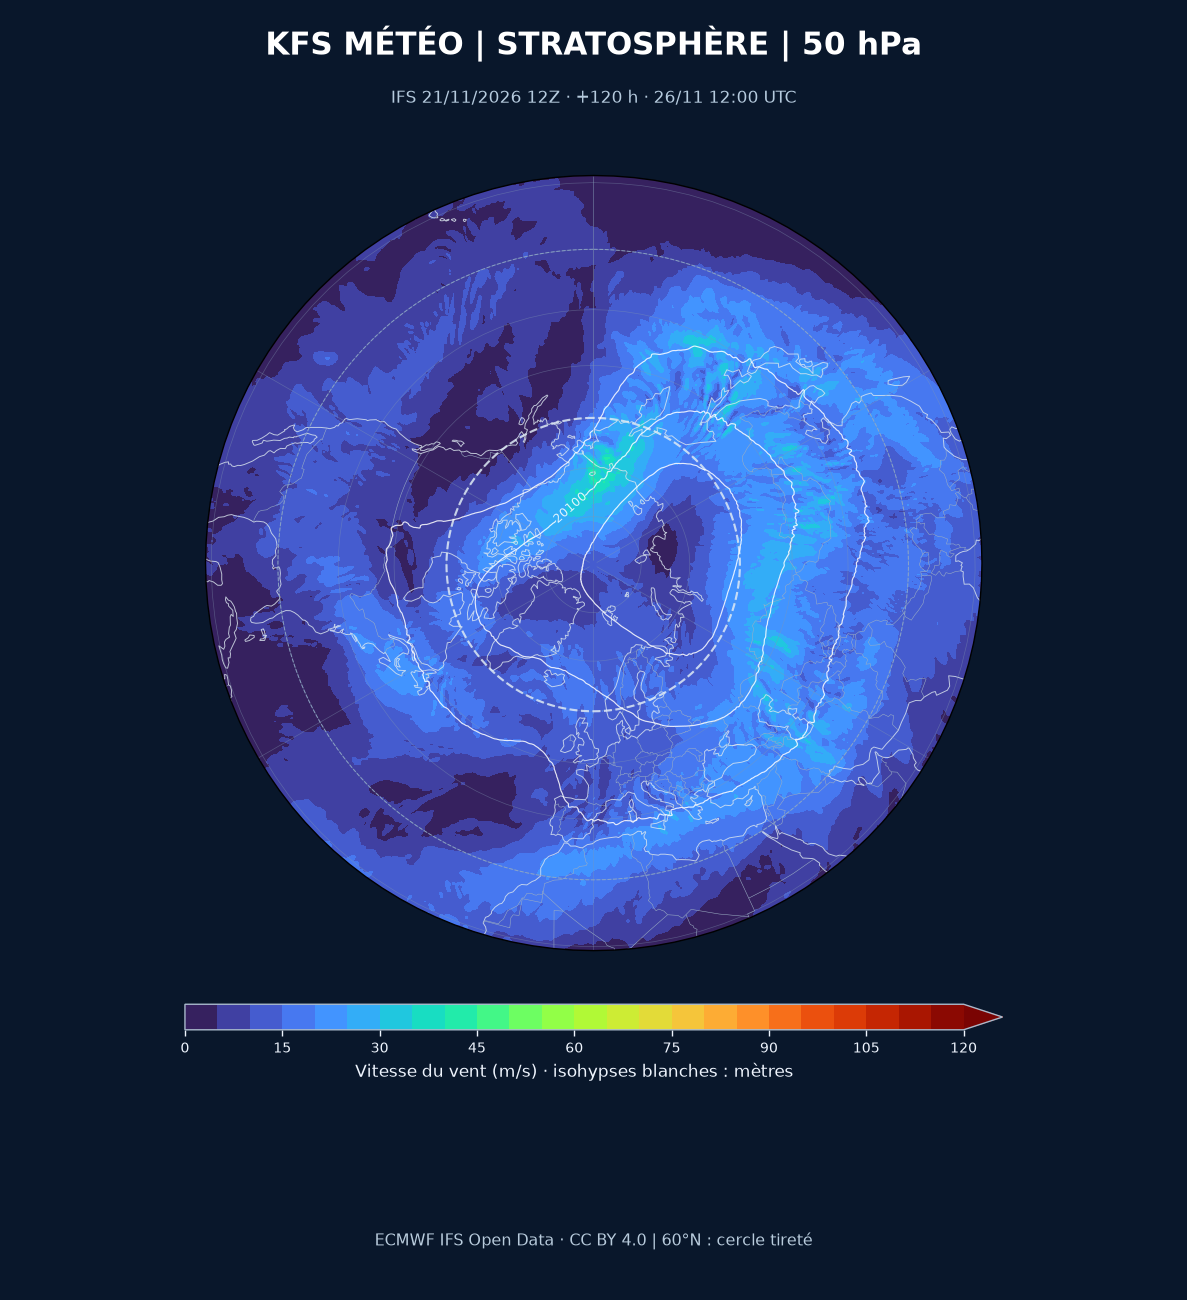 KFS MÉTÉO | STRATOSPHÈRE | 50 hPa
IFS 21/11/2026 12Z · +120 h · 26/11 12:00 UTC
20100
0 15 30 45 60 75 90 105 120
Vitesse du vent (m/s) · isohypses blanches : mètres
ECMWF IFS Open Data · CC BY 4.0 | 60°N : cercle tireté